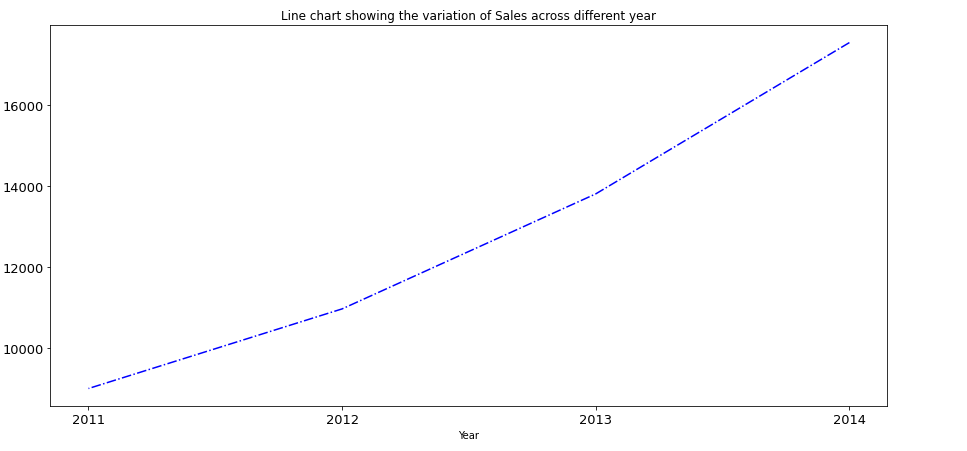 Line chart showing the variation of Sales across different year
16000
14000
12000
10000
2011 2012 2013 2014
Year